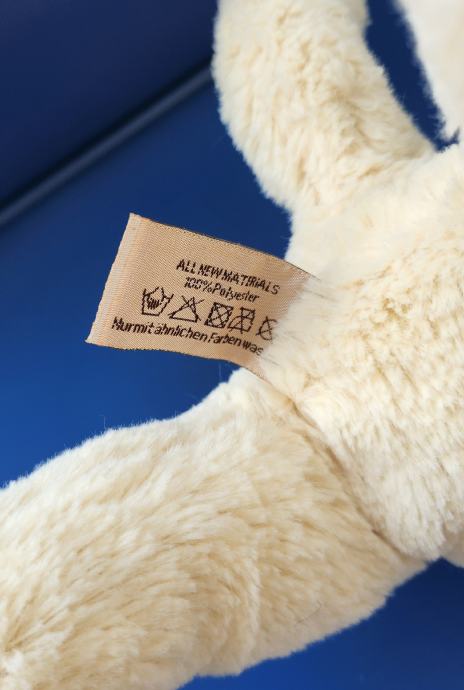 ALL NEW MATERIALS
100% Polyester
Nur mit ähnlichen Farben was